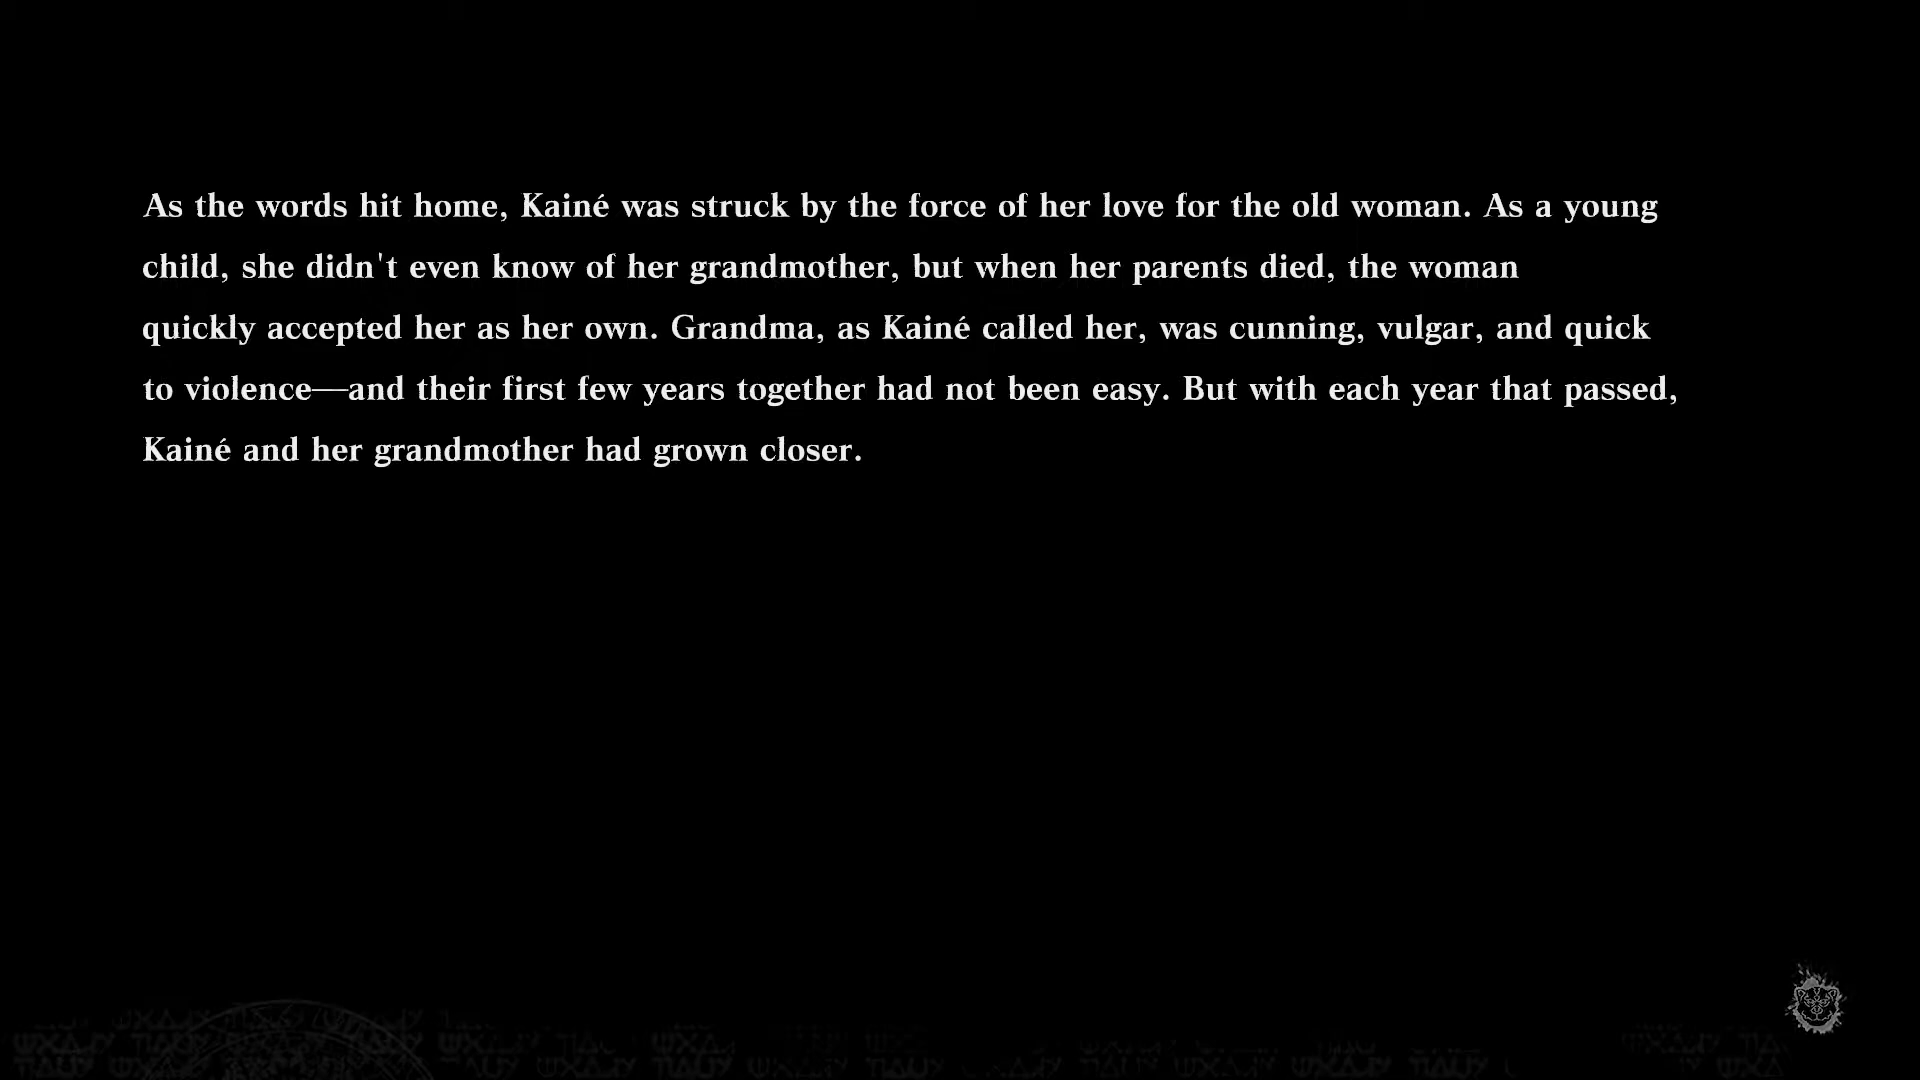 As the words hit home, Kainé was struck by the force of her love for the old woman. As a young
child, she didn't even know of her grandmother, but when her parents died, the woman
quickly accepted her as her own. Grandma, as Kainé called her, was cunning, vulgar, and quick
to violence—and their first few years together had not been easy. But with each year that passed,
Kainé and her grandmother had grown closer.